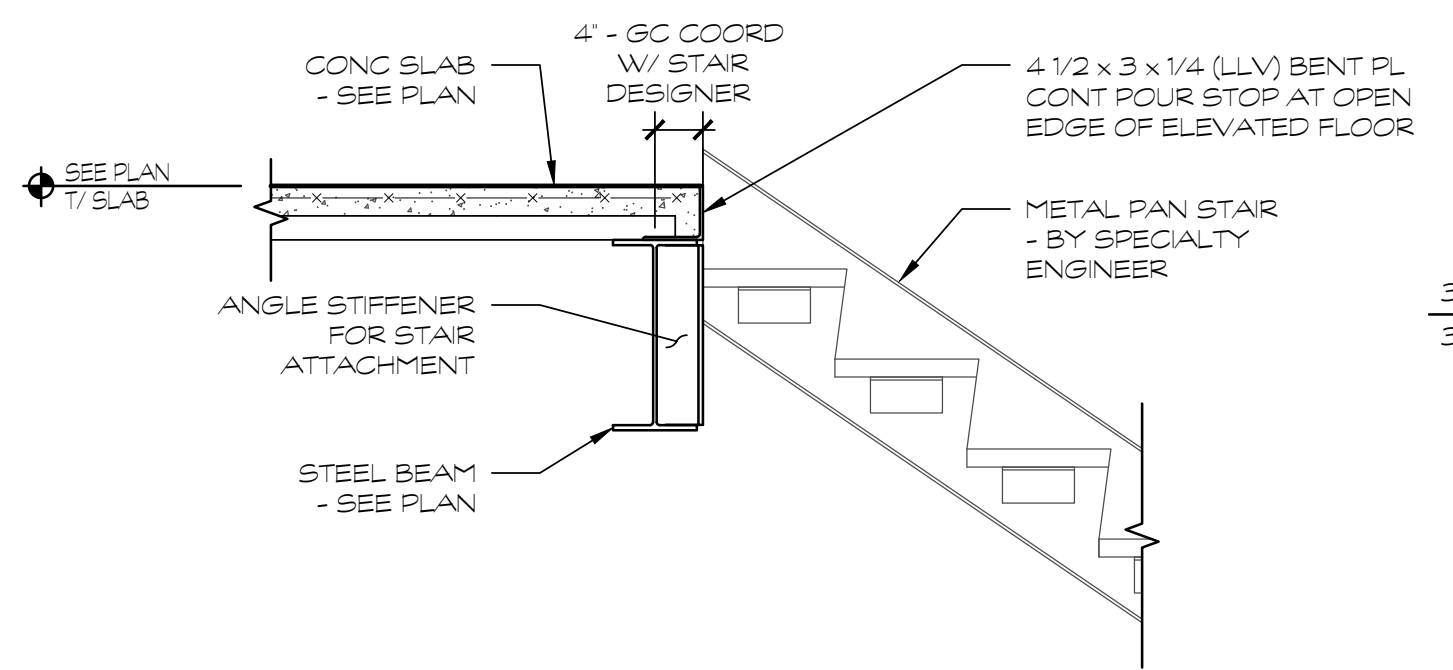 4" - GC COORD
W/ STAIR
DESIGNER
CONC SLAB
- SEE PLAN
4 1/2 x 3 x 1/4 (LLV) BENT PL
CONT POUR STOP AT OPEN
EDGE OF ELEVATED FLOOR
SEE PLAN
T/ SLAB
METAL PAN STAIR
- BY SPECIALTY
ENGINEER
ANGLE STIFFENER
FOR STAIR
ATTACHMENT
STEEL BEAM
- SEE PLAN
3
3